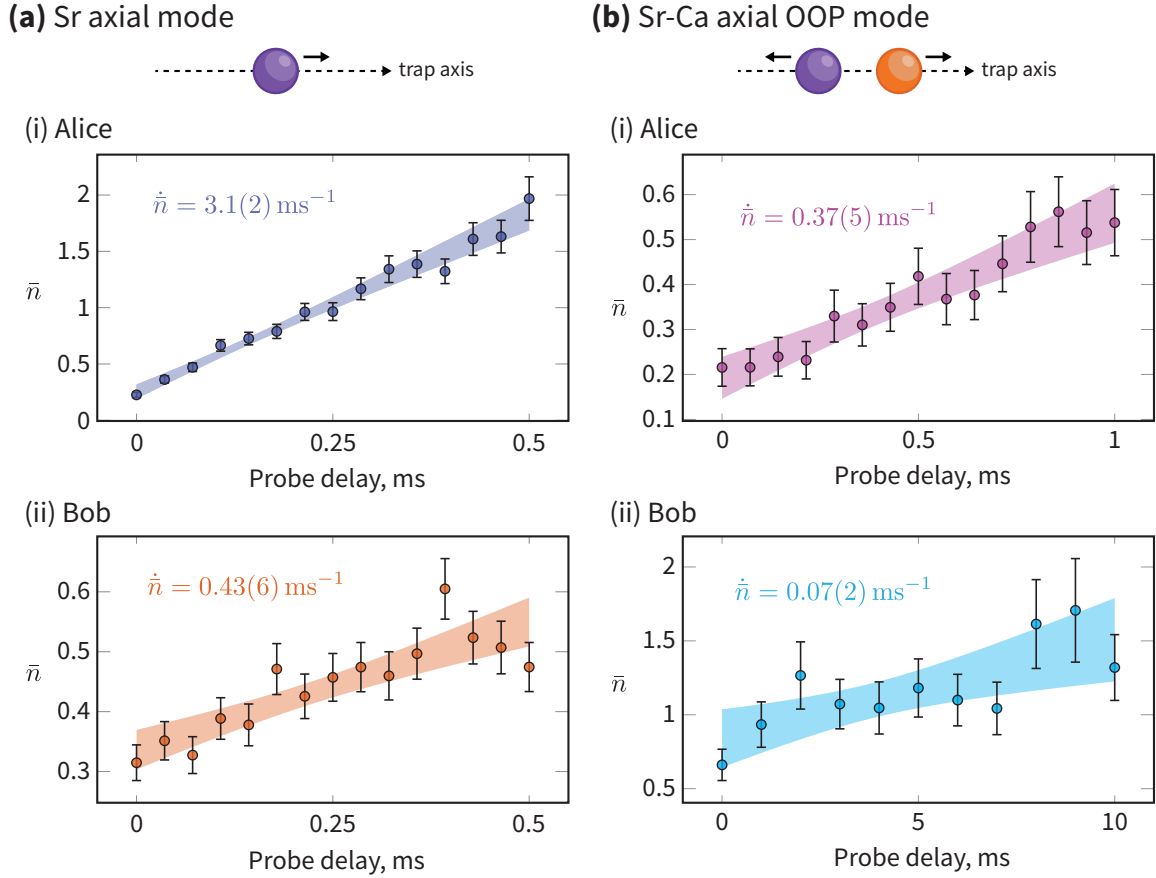 (a) Sr axial mode
trap axis
(i) Alice
2
1.5
1
0.5
0
n̄
n̄̇ = 3.1(2) ms⁻¹
0
0.25
0.5
Probe delay, ms
(ii) Bob
0.6
0.5
0.4
0.3
n̄
n̄̇ = 0.43(6) ms⁻¹
0
0.25
0.5
Probe delay, ms
(b) Sr-Ca axial OOP mode
trap axis
(i) Alice
0.6
0.5
0.4
0.3
0.2
0.1
n̄
n̄̇ = 0.37(5) ms⁻¹
0
0.5
1
Probe delay, ms
(ii) Bob
2
1.5
1
0.5
n̄
n̄̇ = 0.07(2) ms⁻¹
0
5
10
Probe delay, ms